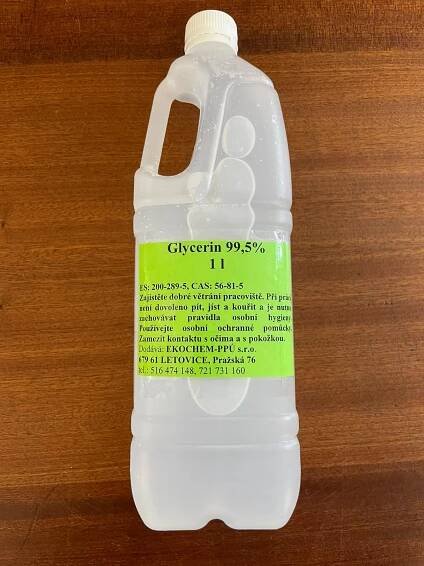 Glycerin 99,5%
1 l
ES: 200-289-5, CAS: 56-81-5
Zajistěte dobré větrání pracoviště. Při práci
není dovoleno pít, jíst a kouřit a je nutno
zachovávat pravidla osobní hygieny
Používejte osobní ochranné pomůcky.
Zamezit kontaktu s očima a s pokožkou.
Dodává: EKOCHEM-PPÚ s.r.o.
679 61 LETOVICE, Pražská 76
tel.: 516 474 148, 721 731 160